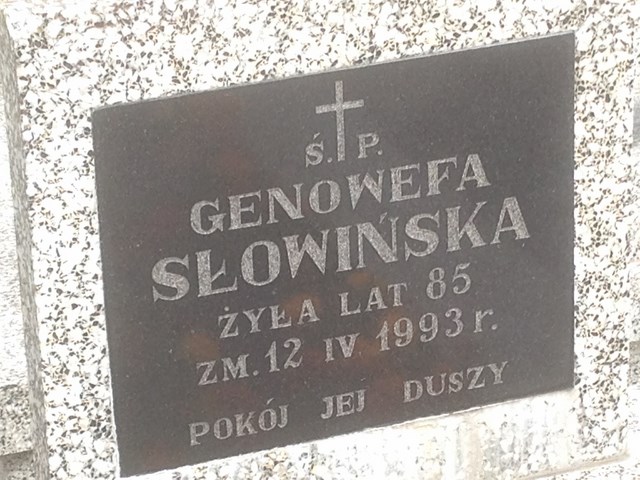 Ś. P.
GENOWEFA
SŁOWIŃSKA
ŻYŁA LAT 85
ZM. 12 IV 1993 r.
POKÓJ JEJ DUSZY